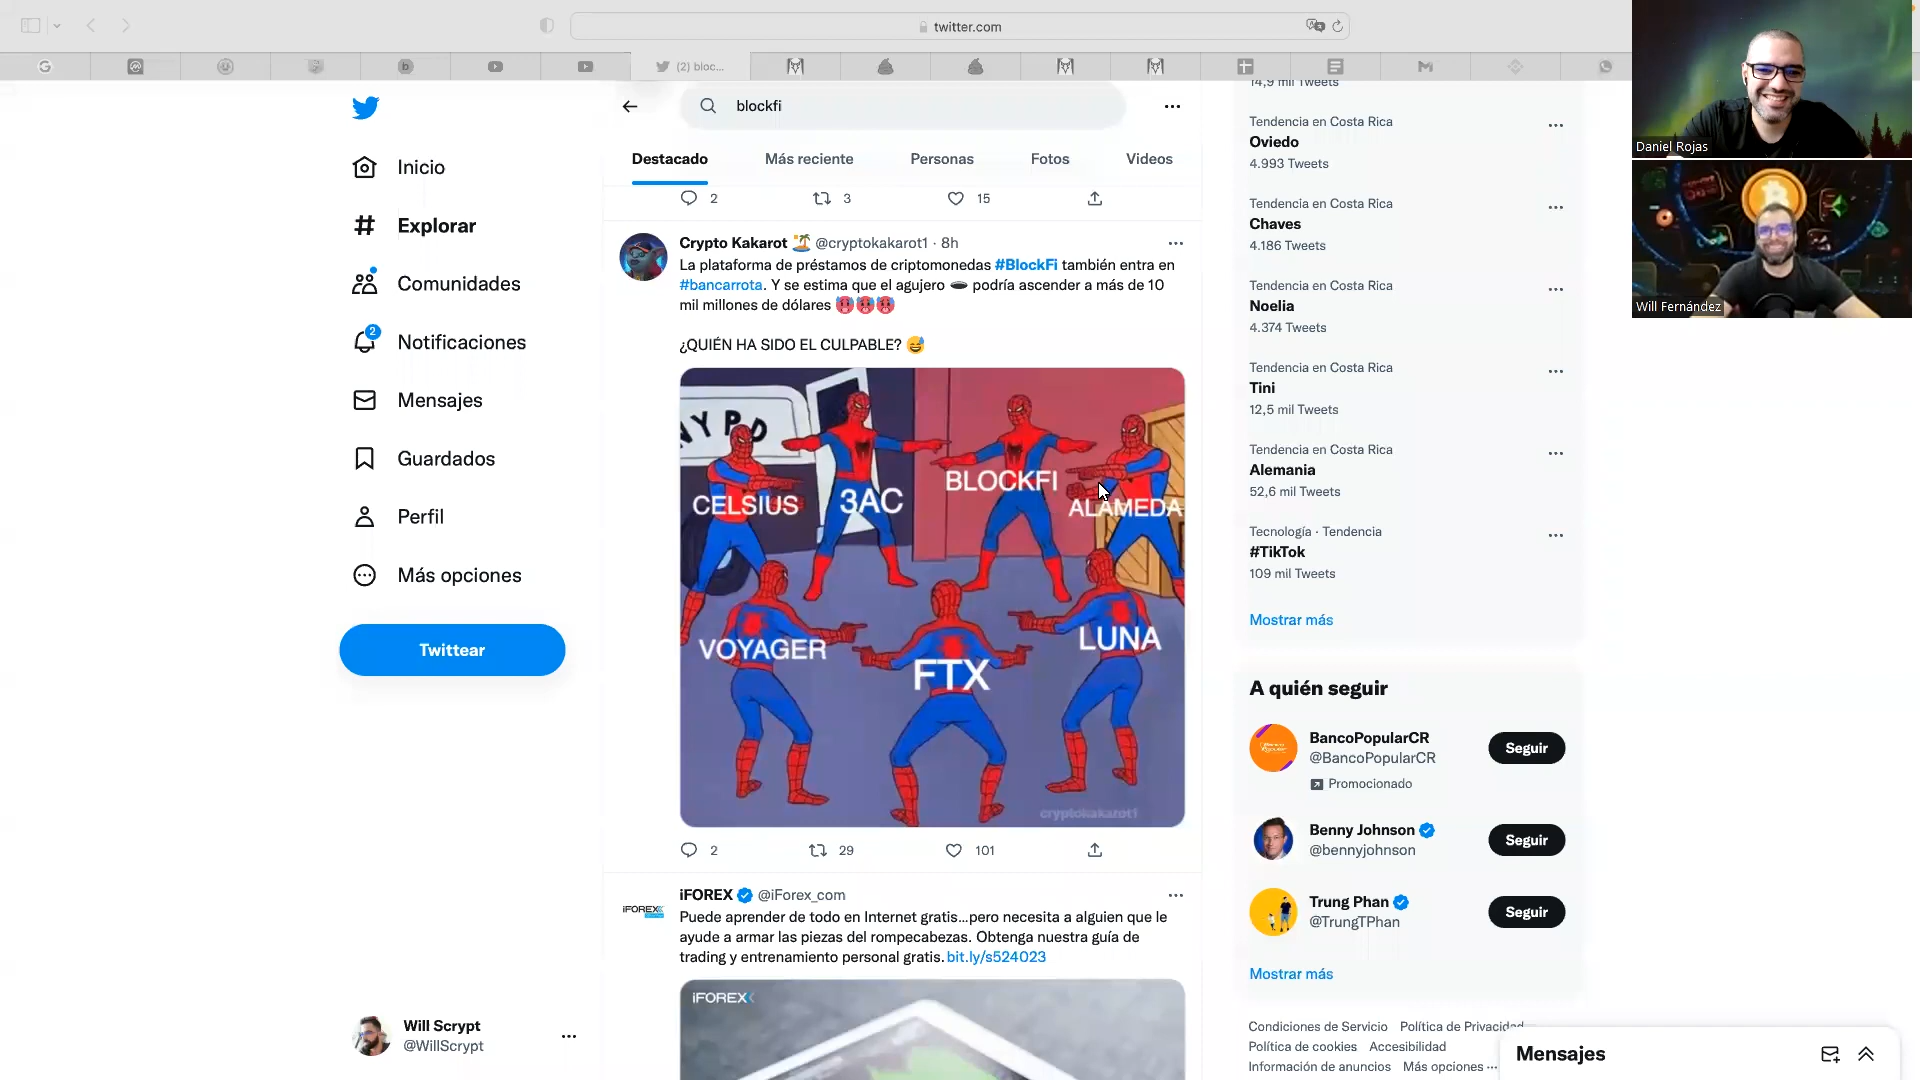 twitter.com
(2) bloc...
blockfi
Destacado
Más reciente
Personas
Fotos
Videos
2
3
15
Inicio
Explorar
Comunidades
2
Notificaciones
Mensajes
Guardados
Perfil
Más opciones
Twittear
Will Scrypt
@WillScrypt
Crypto Kakarot @cryptokakarot1 · 8h
La plataforma de préstamos de criptomonedas #BlockFi también entra en
#bancarrota. Y se estima que el agujero podría ascender a más de 10
mil millones de dólares
¿QUIÉN HA SIDO EL CULPABLE?
NYPD
CELSIUS
3AC
BLOCKFI
ALAMEDA
VOYAGER
FTX
LUNA
cryptokakarot1
2
29
101
iFOREX @iForex_com
iFOREX
Puede aprender de todo en Internet gratis...pero necesita a alguien que le
ayude a armar las piezas del rompecabezas. Obtenga nuestra guía de
trading y entrenamiento personal gratis. bit.ly/s524023
iFOREX
14,9 mil Tweets
Tendencia en Costa Rica
Oviedo
4.993 Tweets
Tendencia en Costa Rica
Chaves
4.186 Tweets
Tendencia en Costa Rica
Noelia
4.374 Tweets
Tendencia en Costa Rica
Tini
12,5 mil Tweets
Tendencia en Costa Rica
Alemania
52,6 mil Tweets
Tecnología · Tendencia
#TikTok
109 mil Tweets
Mostrar más
A quién seguir
BancoPopularCR
@BancoPopularCR
Promocionado
Seguir
Benny Johnson
@bennyjohnson
Seguir
Trung Phan
@TrungTPhan
Seguir
Mostrar más
Condiciones de Servicio Política de Privacidad
Política de cookies Accesibilidad
Información de anuncios Más opciones ...
Mensajes
Daniel Rojas
Will Fernández